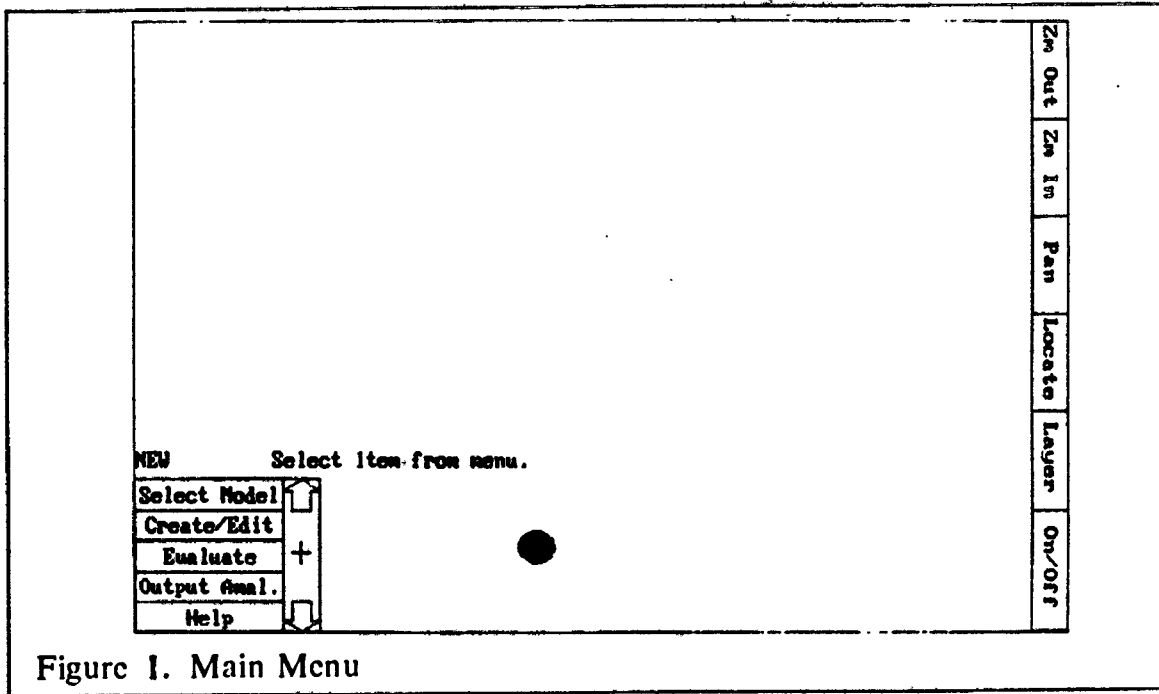 Zm Out
Zm In
Pan
Locate
Layer
On/Off
NEW Select item from menu.
Select Model
Create/Edit
Evaluate
Output Anal.
Help
Figure 1. Main Menu